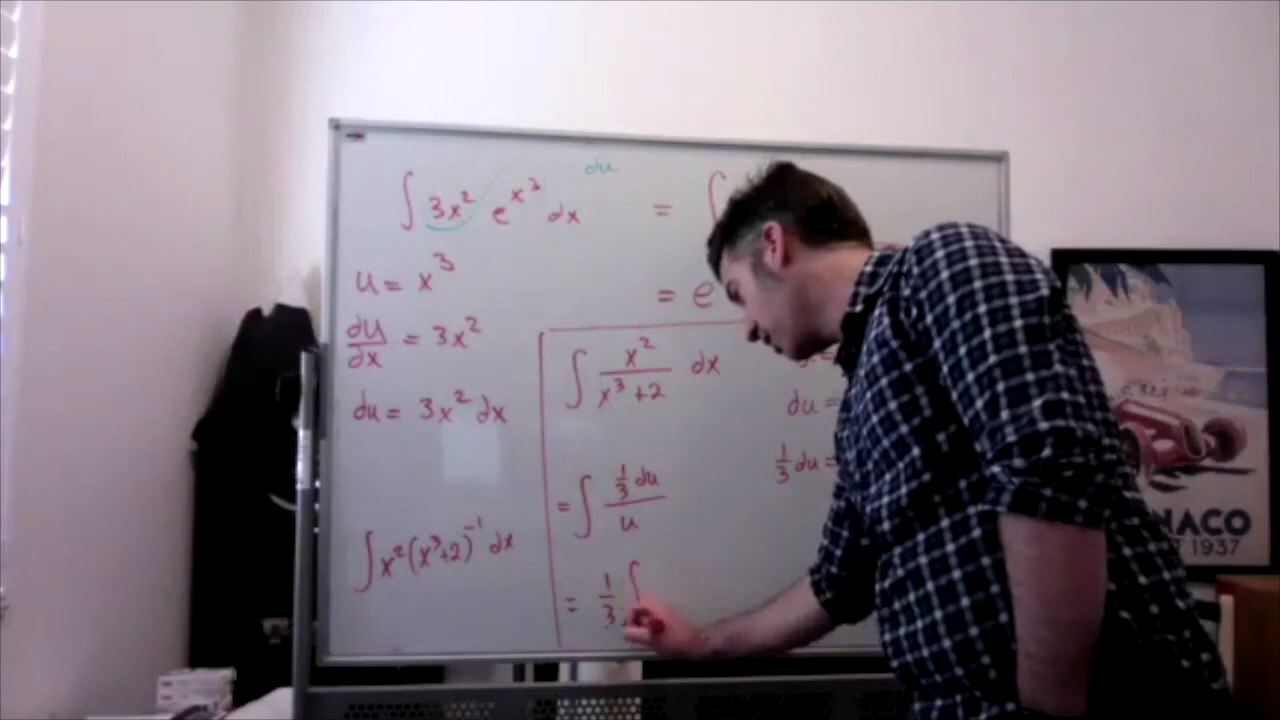 ∫ 3x² e^{x³} dx = ∫
du
u = x³
= e
du/dx = 3x²
du = 3x² dx
∫ x²(x³+2)⁻¹ dx
∫ x²/(x³+2) dx
= ∫ (1/3 du)/u
= 1/3 ∫
du =
1/3 du =
NACO
1937